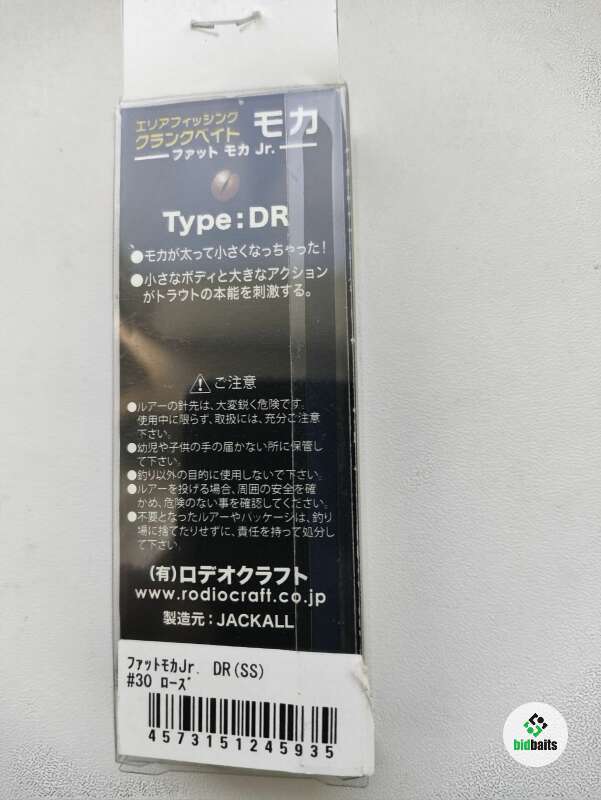 エリアフィッシング
クランクベイト モカ
ファット モカ Jr.
Type:DR
●モカが太って小さくなっちゃった!
●小さなボディと大きなアクション
がトラウトの本能を刺激する。
⚠ご注意
●ルアーの針先は、大変鋭く危険です。
使用中に限らず、取扱には、充分ご注意
下さい。
●幼児や子供の手の届かない所に保管し
て下さい。
●釣り以外の目的に使用しないで下さい。
●ルアーを投げる場合、周囲の安全を確
かめ、危険のない事を確認してください。
●不要となったルアーやパッケージは、釣り
場に捨てたりせずに、責任を持って処分し
て下さい。
(有)ロデオクラフト
www.rodiocraft.co.jp
製造元:JACKALL
ファットモカJr. DR(SS)
#30 ローズ
4573151245935
bidbaits